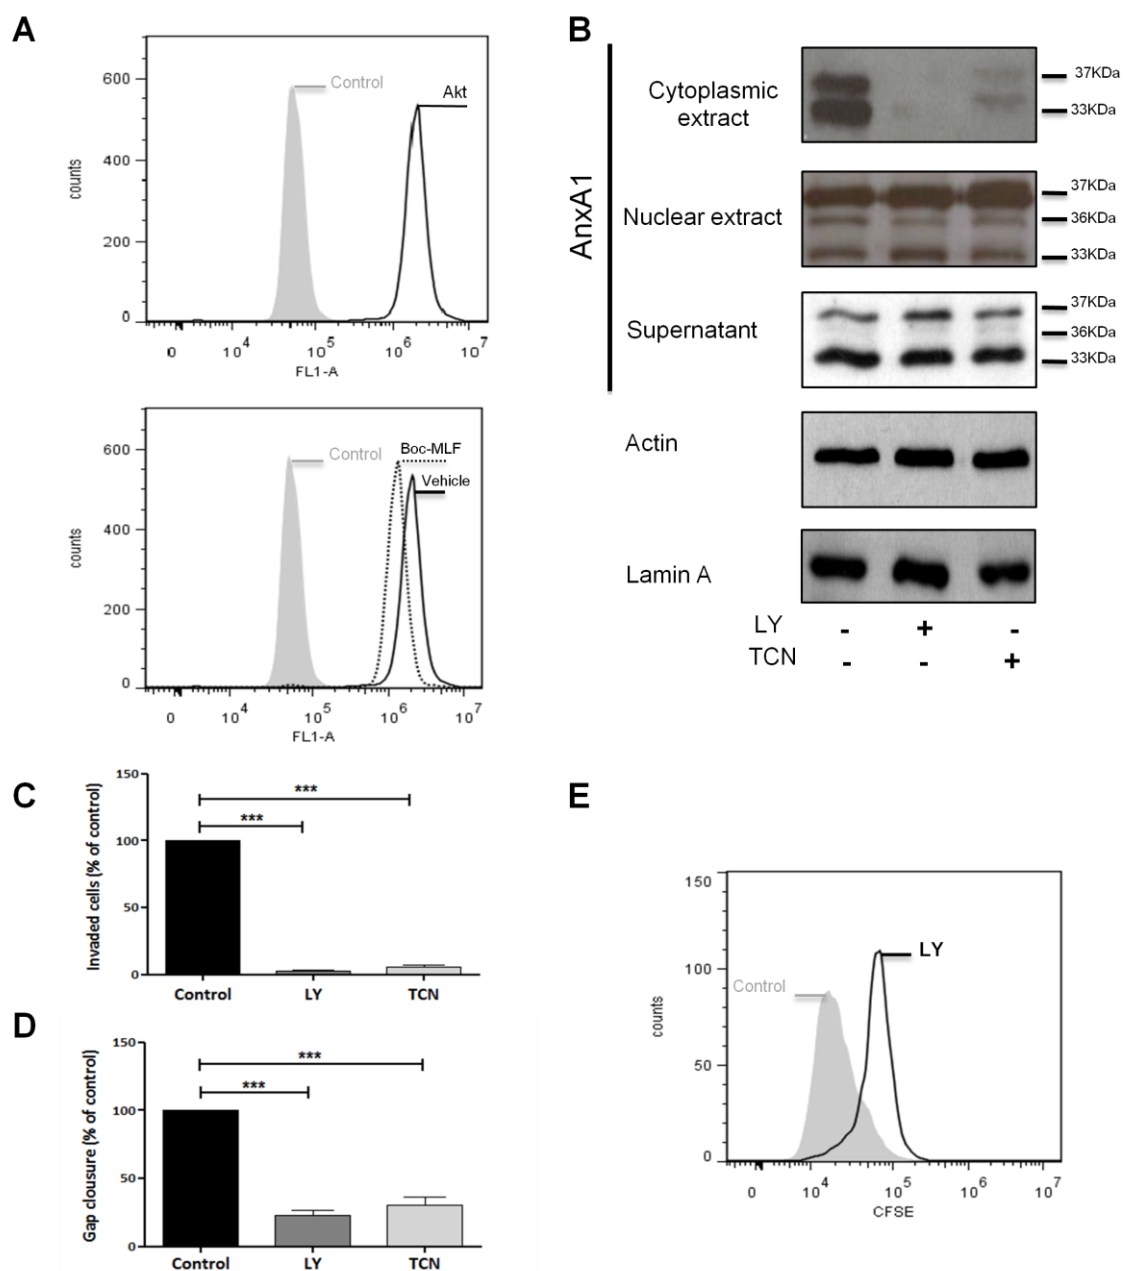 A
600
400
200
0
counts
Control
Akt
0 10^4 10^5 10^6 10^7
FL1-A
600
400
200
0
counts
Control
Boc-MLF
Vehicle
0 10^4 10^5 10^6 10^7
FL1-A
B
AnxA1
Cytoplasmic
extract
37KDa
33KDa
Nuclear extract
37KDa
36KDa
33KDa
Supernatant
37KDa
36KDa
33KDa
Actin
Lamin A
LY - + -
TCN - - +
C
Invaded cells (% of control)
150
100
50
0
***
***
Control LY TCN
D
Gap clousure (% of control)
150
100
50
0
***
***
Control LY TCN
E
150
100
50
0
counts
Control
LY
0 10^4 10^5 10^6 10^7
CFSE